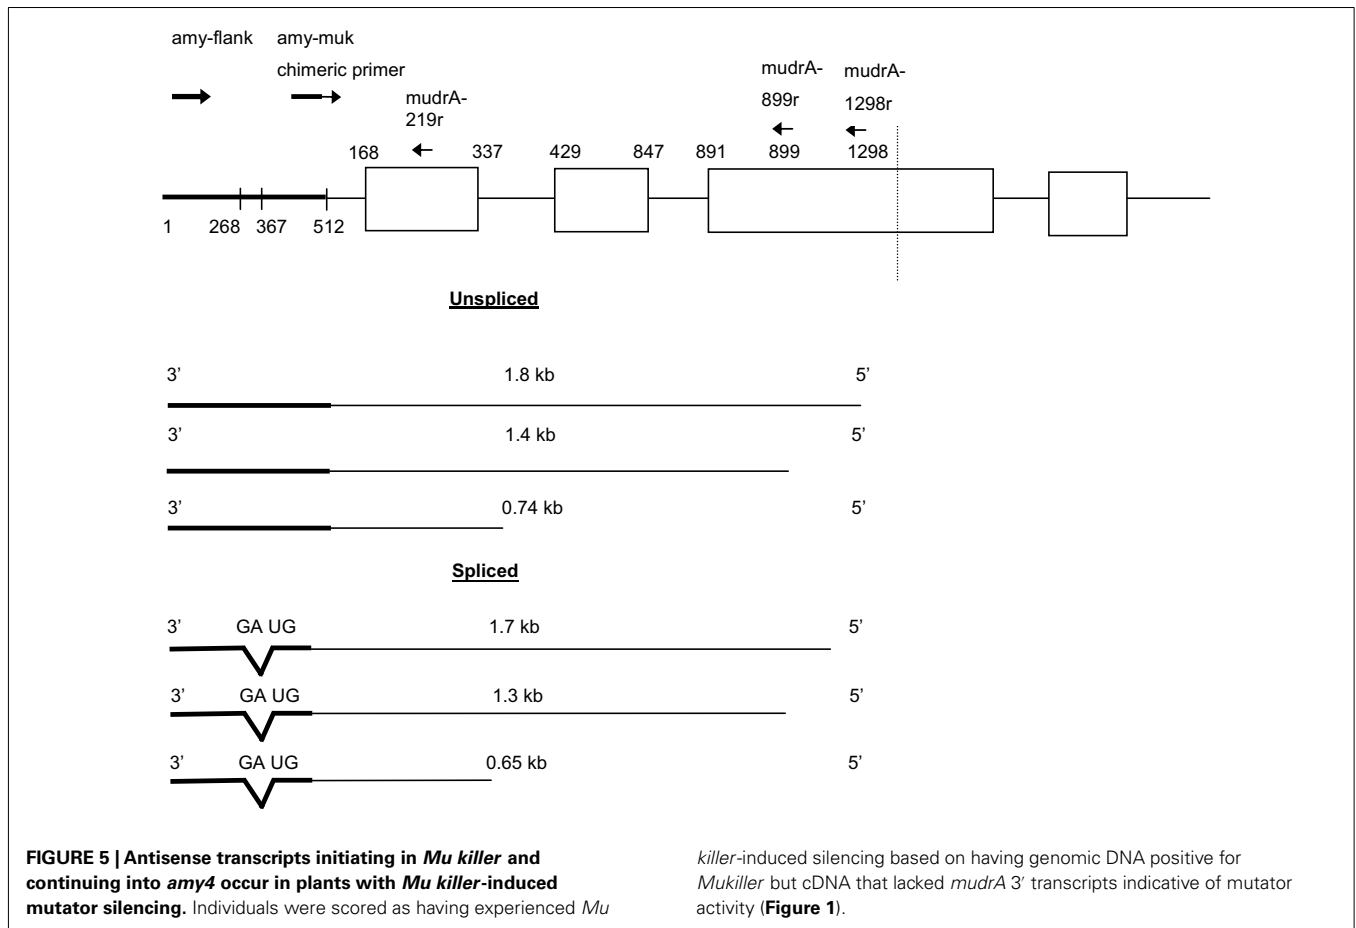 amy-flank
amy-muk
chimeric primer
mudrA-
219r
mudrA-
899r
mudrA-
1298r
168 337 429 847 891 899 1298
1 268 367 512
Unspliced
3’ 1.8 kb 5’
3’ 1.4 kb 5’
3’ 0.74 kb 5’
Spliced
3’ GA UG 1.7 kb 5’
3’ GA UG 1.3 kb 5’
3’ GA UG 0.65 kb 5’
FIGURE 5 | Antisense transcripts initiating in Mu killer and
continuing into amy4 occur in plants with Mu killer-induced
mutator silencing. Individuals were scored as having experienced Mu
killer-induced silencing based on having genomic DNA positive for
Mukiller but cDNA that lacked mudrA 3′ transcripts indicative of mutator
activity (Figure 1).